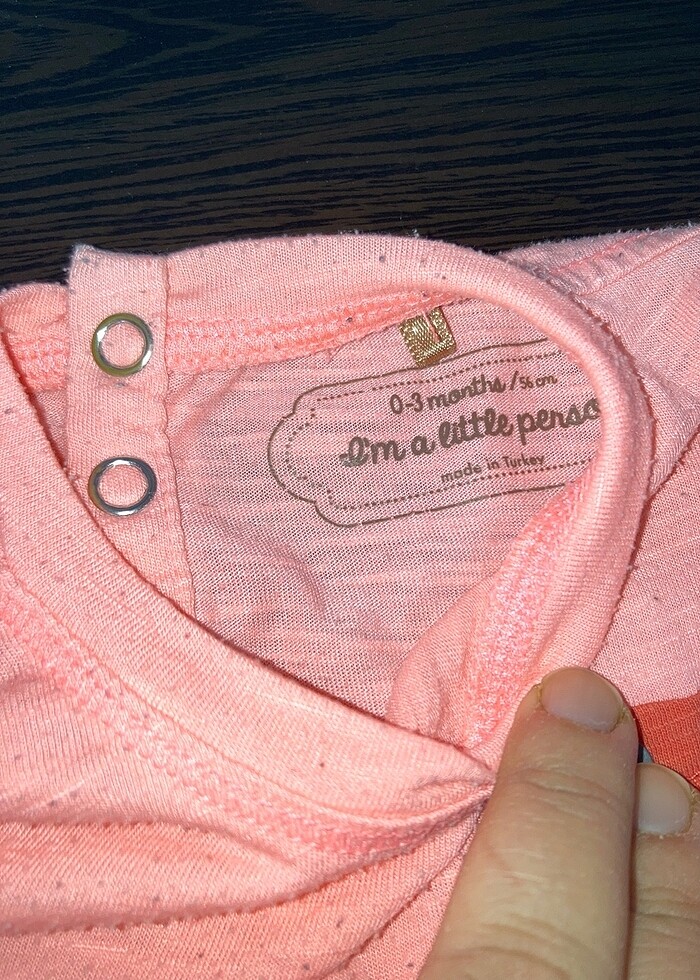 0-3 months /56 cm
I'm a little perso
made in Turkey